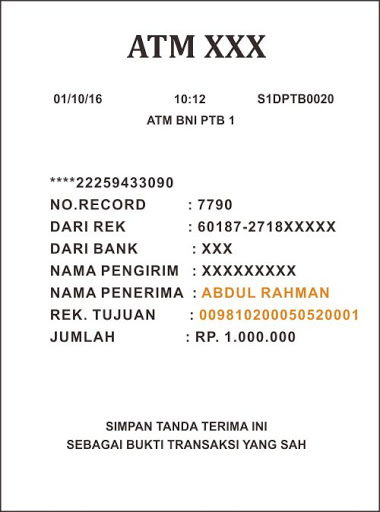 ATM XXX
01/10/16 10:12 S1DPTB0020
ATM BNI PTB 1
****22259433090
NO.RECORD : 7790
DARI REK : 60187-2718XXXXX
DARI BANK : XXX
NAMA PENGIRIM : XXXXXXXXX
NAMA PENERIMA : ABDUL RAHMAN
REK. TUJUAN : 009810200050520001
JUMLAH : RP. 1.000.000
SIMPAN TANDA TERIMA INI
SEBAGAI BUKTI TRANSAKSI YANG SAH